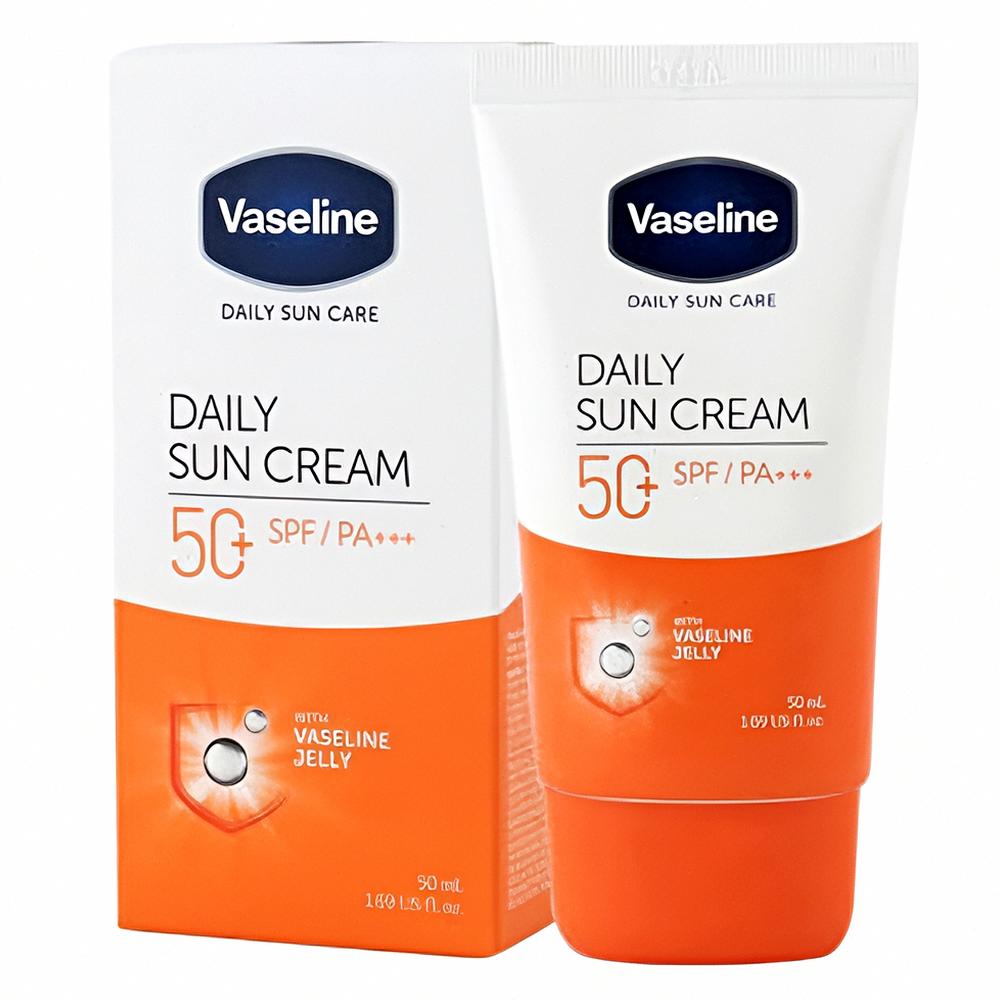 Vaseline
DAILY SUN CARE
DAILY
SUN CREAM
50+ SPF / PA+++
VASELINE
JELLY
50 mL
Vaseline
DAILY SUN CARE
DAILY
SUN CREAM
50+ SPF / PA+++
VASELINE
JELLY
50 mL